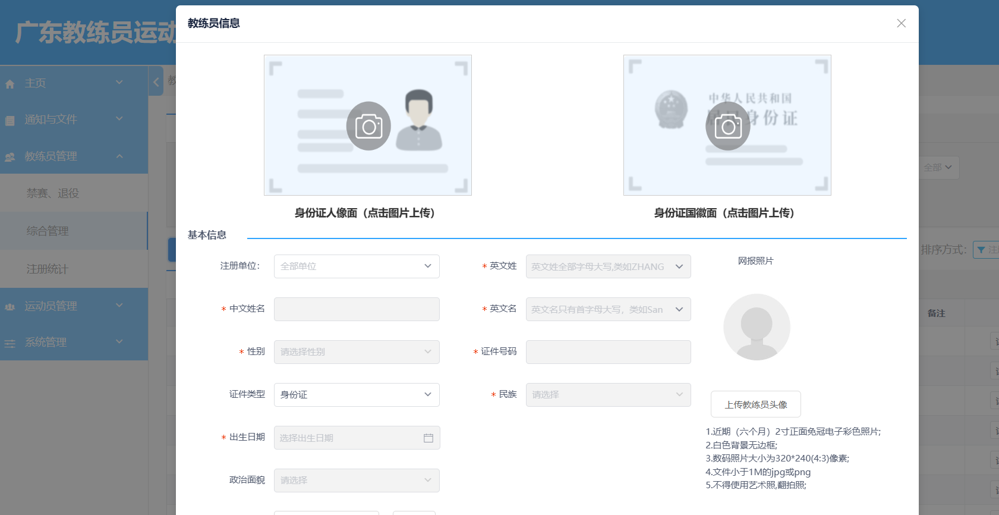 广东教练员运动
教练员信息
主页
通知与文件
教练员管理
禁赛、退役
综合管理
注册统计
运动员管理
系统管理
教
中华人民共和国
居民身份证
身份证人像面（点击图片上传）
身份证国徽面（点击图片上传）
基本信息
注册单位：
全部单位
* 英文姓
英文姓全部字母大写,类如ZHANG
网报照片
* 中文姓名
* 英文名
英文名只有首字母大写，类如San
* 性别
请选择性别
* 证件号码
证件类型
身份证
* 民族
请选择
上传教练员头像
* 出生日期
选择出生日期
政治面貌
请选择
1.近期（六个月）2寸正面免冠电子彩色照片;
2.白色背景无边框;
3.数码照片大小为320*240(4:3)像素;
4.文件小于1M的jpg或png
5.不得使用艺术照,翻拍照;
全部
排序方式：
注
备注